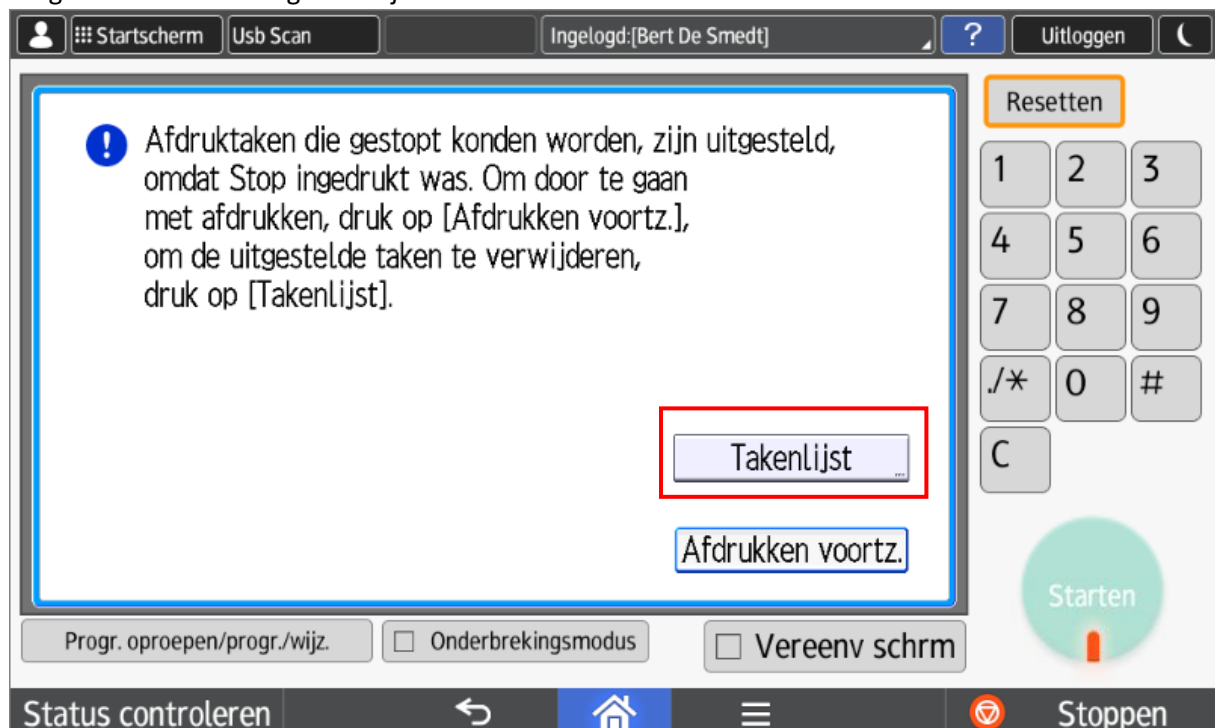 Startscherm
Usb Scan
Ingelogd:[Bert De Smedt]
?
Uitloggen
Afdruktaken die gestopt konden worden, zijn uitgesteld,
omdat Stop ingedrukt was. Om door te gaan
met afdrukken, druk op [Afdrukken voortz.],
om de uitgestelde taken te verwijderen,
druk op [Takenlijst].
Takenlijst
Afdrukken voortz.
Resetten
1 2 3
4 5 6
7 8 9
./* 0 #
C
Starten
Progr. oproepen/progr./wijz.
Onderbrekingsmodus
Vereenv schrm
Status controleren
Stoppen